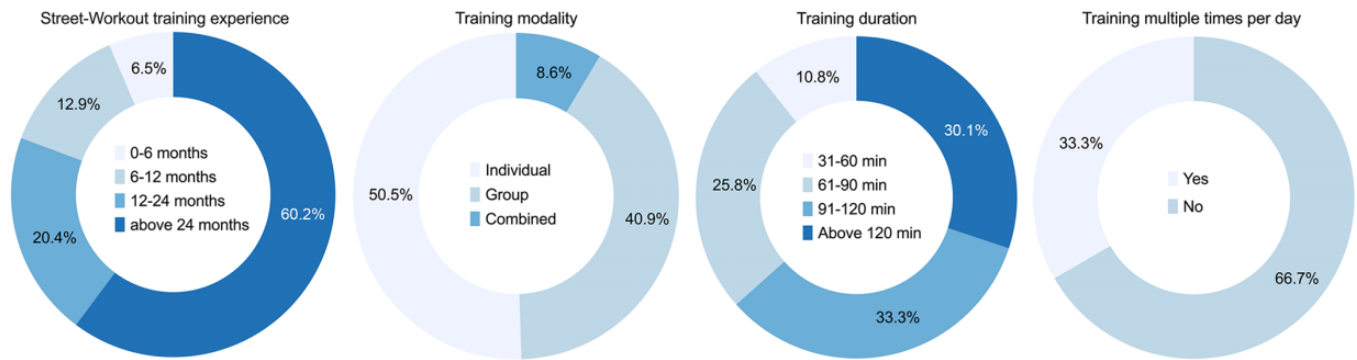 Street-Workout training experience
6.5%
12.9%
20.4%
60.2%
0-6 months
6-12 months
12-24 months
above 24 months
Training modality
8.6%
50.5%
40.9%
Individual
Group
Combined
Training duration
10.8%
30.1%
25.8%
33.3%
31-60 min
61-90 min
91-120 min
Above 120 min
Training multiple times per day
33.3%
66.7%
Yes
No